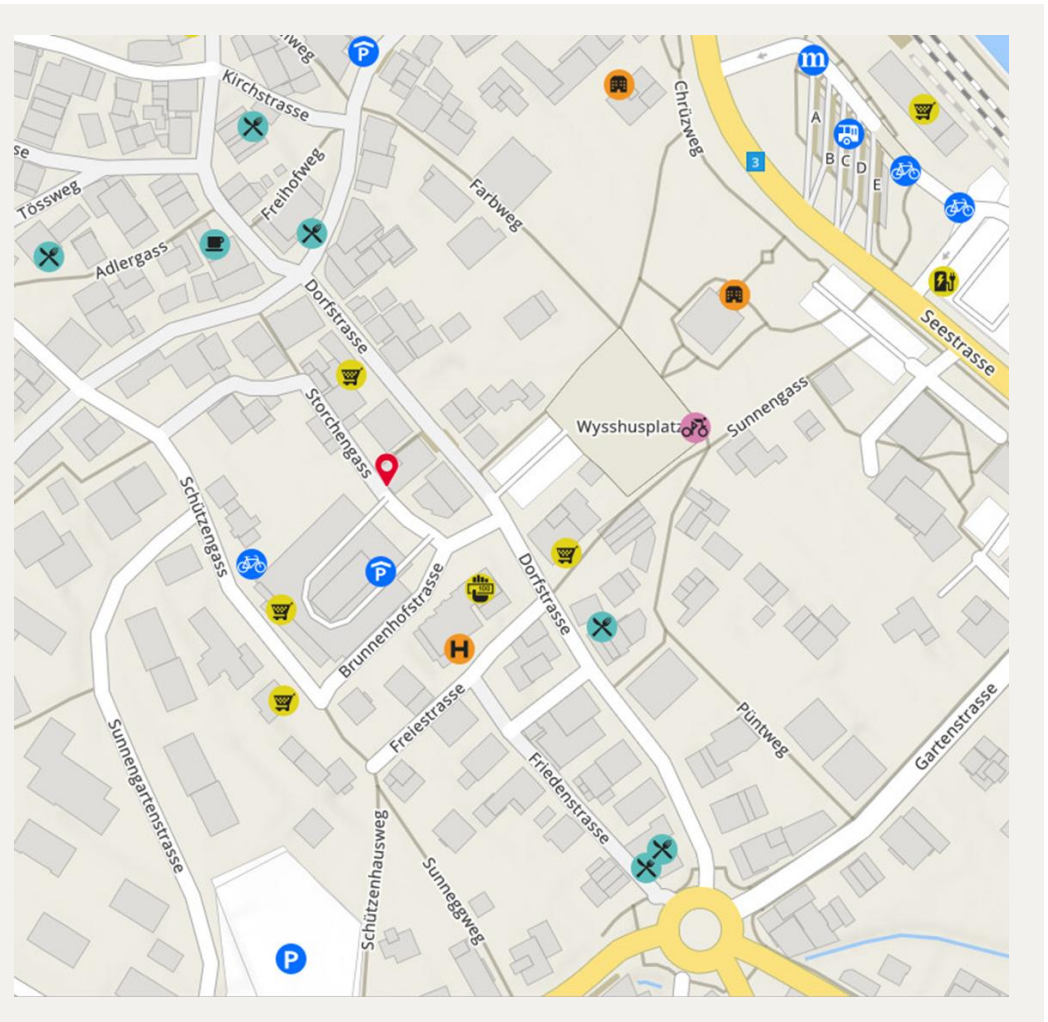 P
Kirchstrasse
m
A
B
C
D
E
3
Chrüzweg
Farbweg
Freihofweg
Tössweg
Adlergass
Dorfstrasse
Seestrasse
Storchengass
Wysshusplatz
Sunnengass
Schützengass
P
100
Dorfstrasse
Brunnenhofstrasse
H
Freiestrasse
Püntweg
Gartenstrasse
Friedenstrasse
Sunnengartenstrasse
Schützenhausweg
Sunneggweg
P